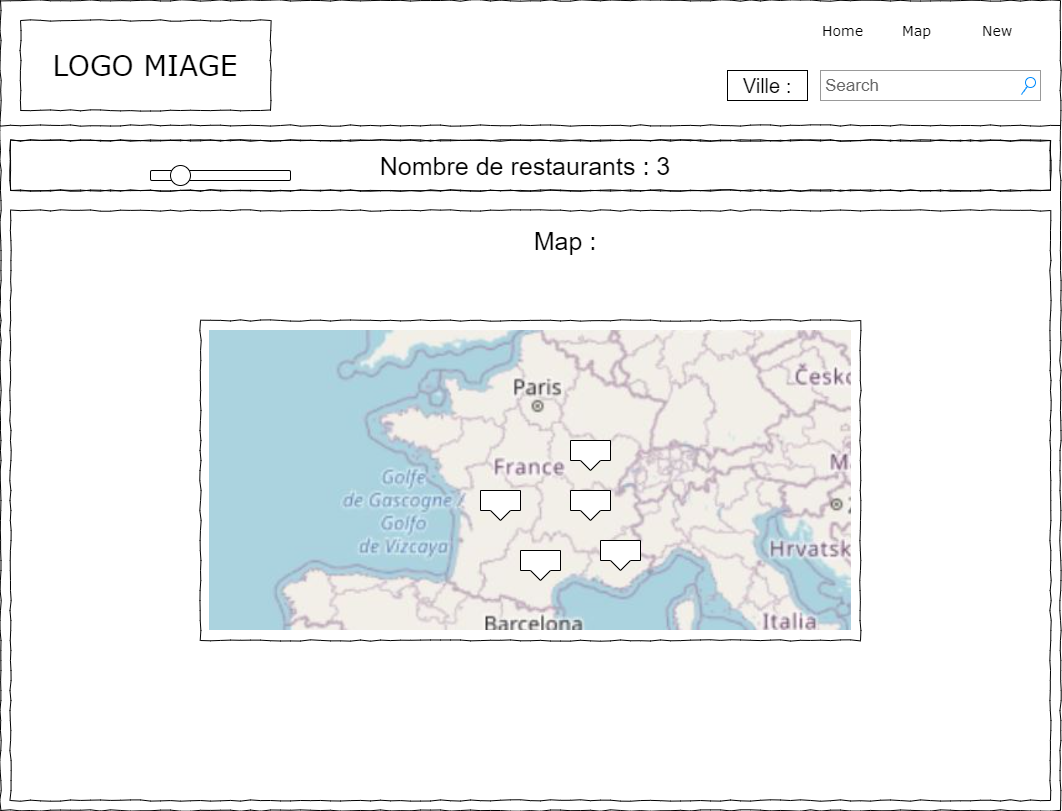 Home Map New
LOGO MIAGE
Ville : Search
Nombre de restaurants : 3
Map :
Paris
Česko
France
Golfe
de Gascogne /
Golfo
de Vizcaya
Hrvatsk
Barcelona
Italia